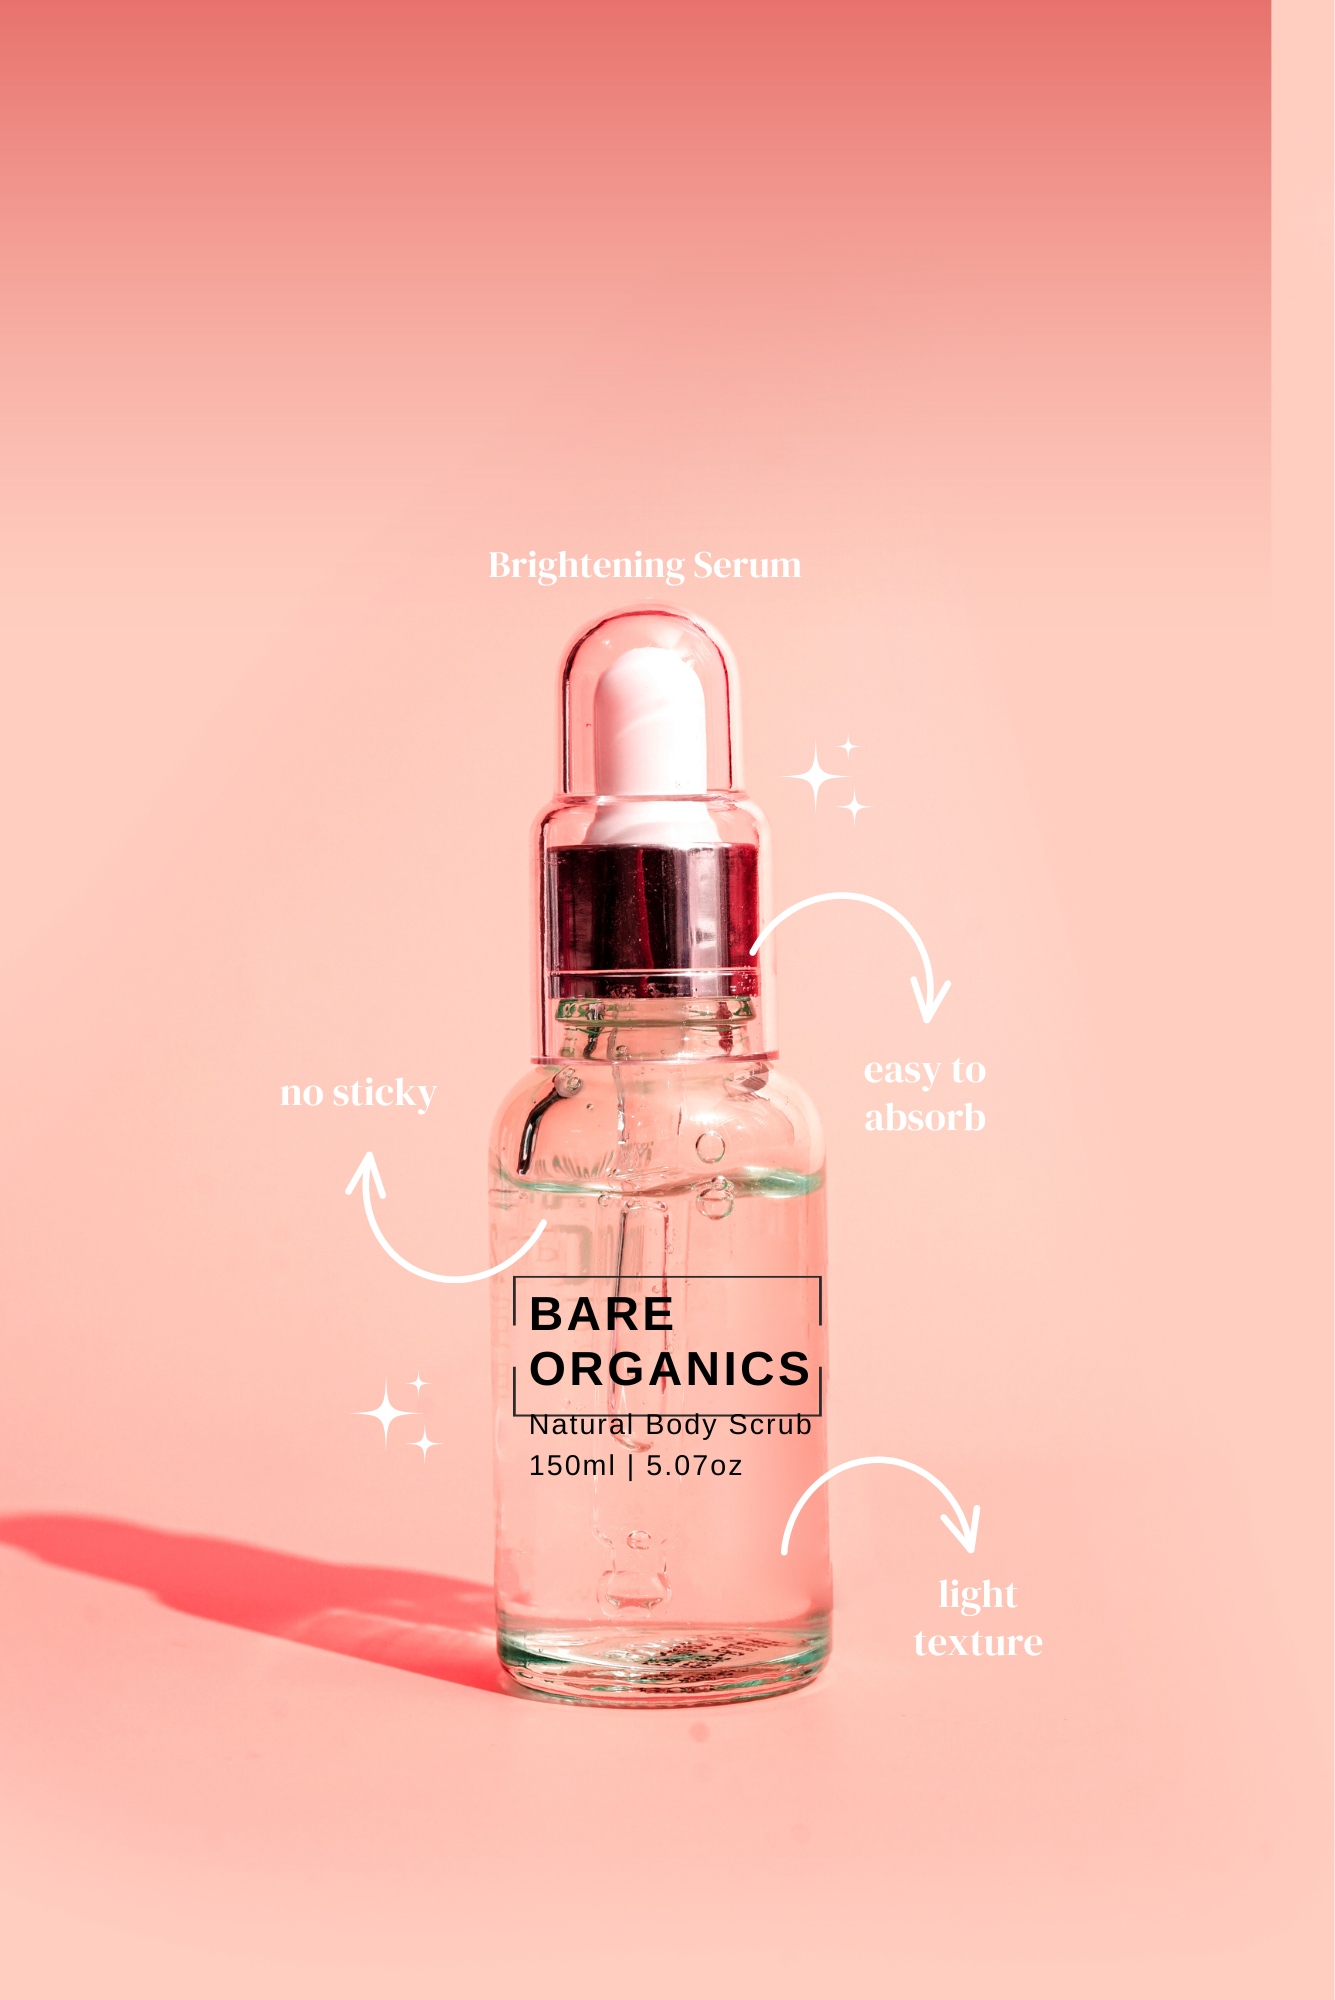 Brightening Serum
easy to
absorb
no sticky
BARE
ORGANICS
Natural Body Scrub
150ml | 5.07oz
light
texture